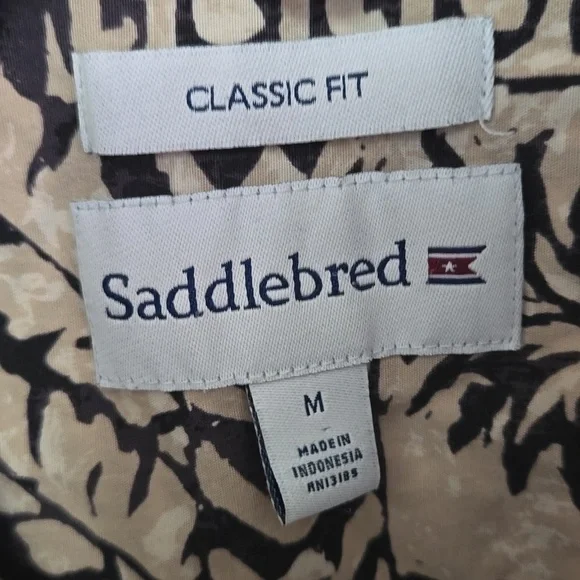 CLASSIC FIT
Saddlebred
M
MADE IN
INDONESIA
RN13185